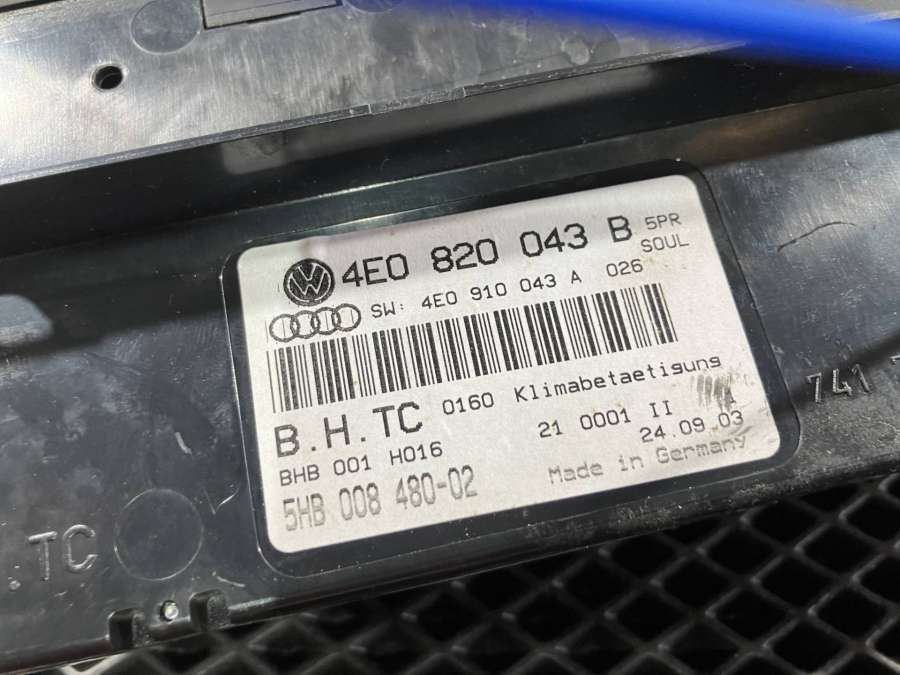 4E0 820 043 B 5PR
SOUL
SW: 4E0 910 043 A 026
B.H.TC 0160 Klimabetaetigung
BHB 001 H016 21 0001 II 1
24.09.03
5HB 008 480-02 Made in Germany
741
.TC